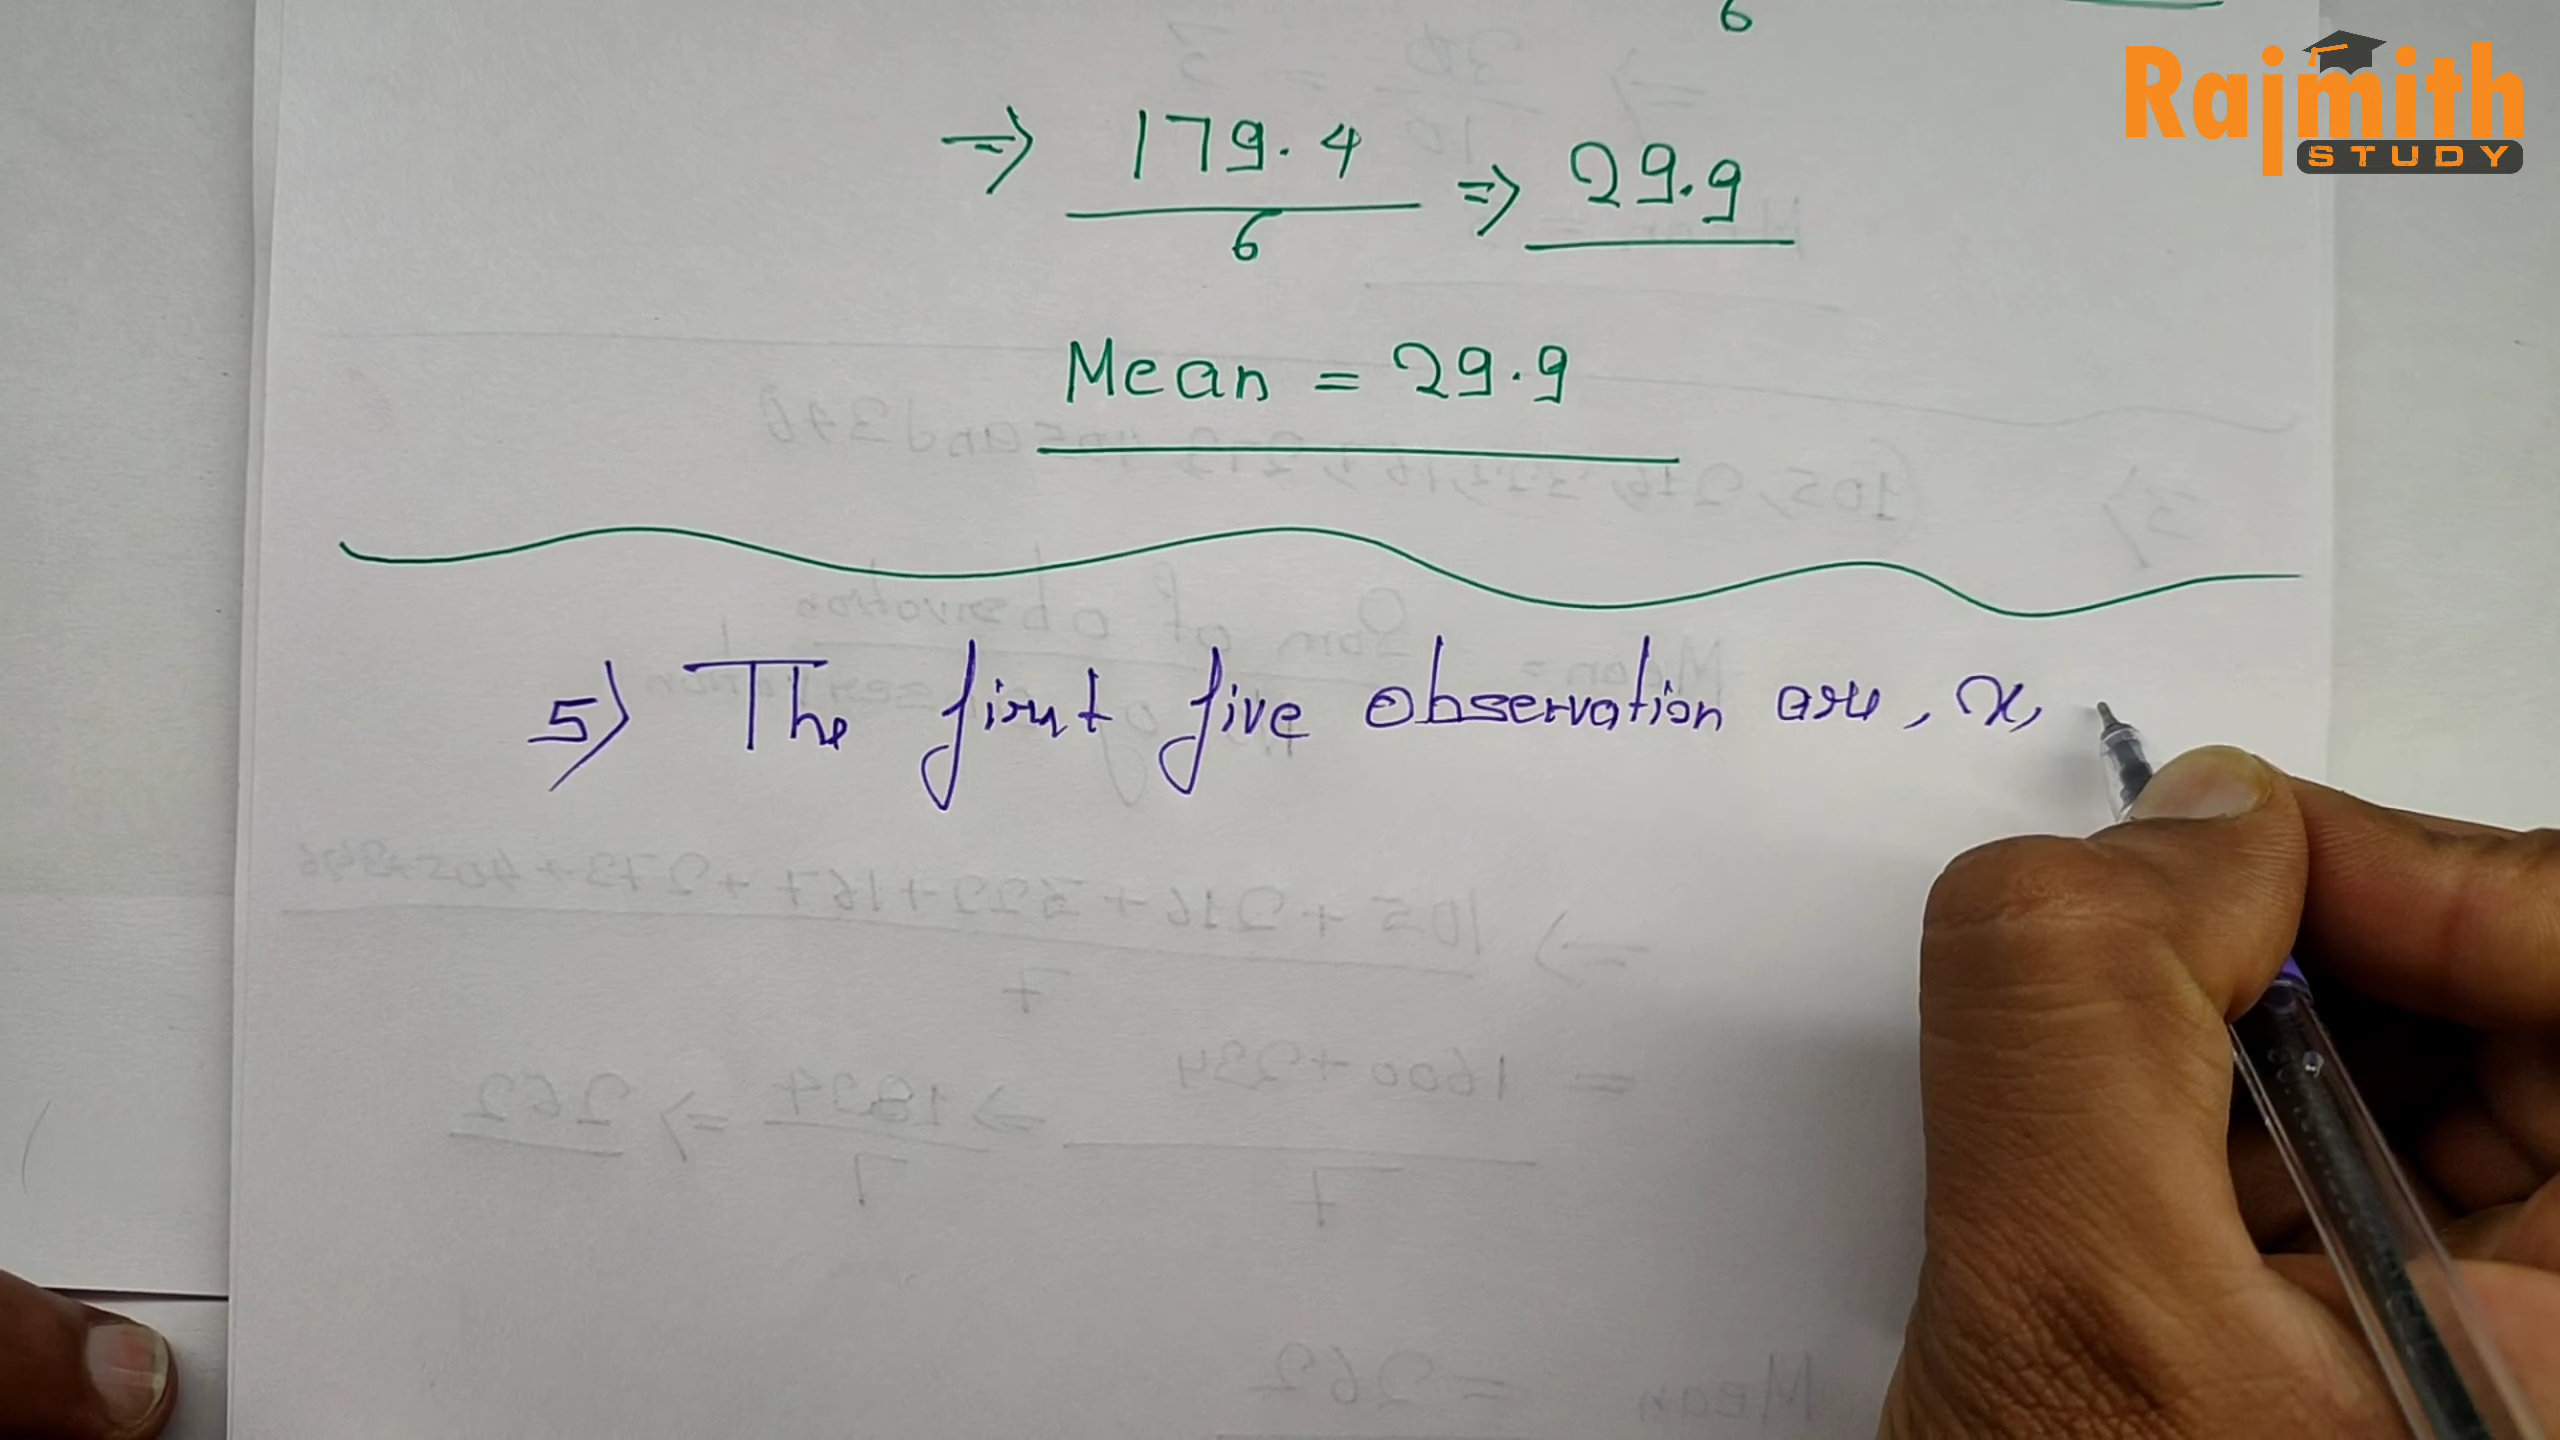 6
Rajmith
STUDY
=> 179.4 => 29.9
6
Mean = 29.9
5) The first five observation are, x,